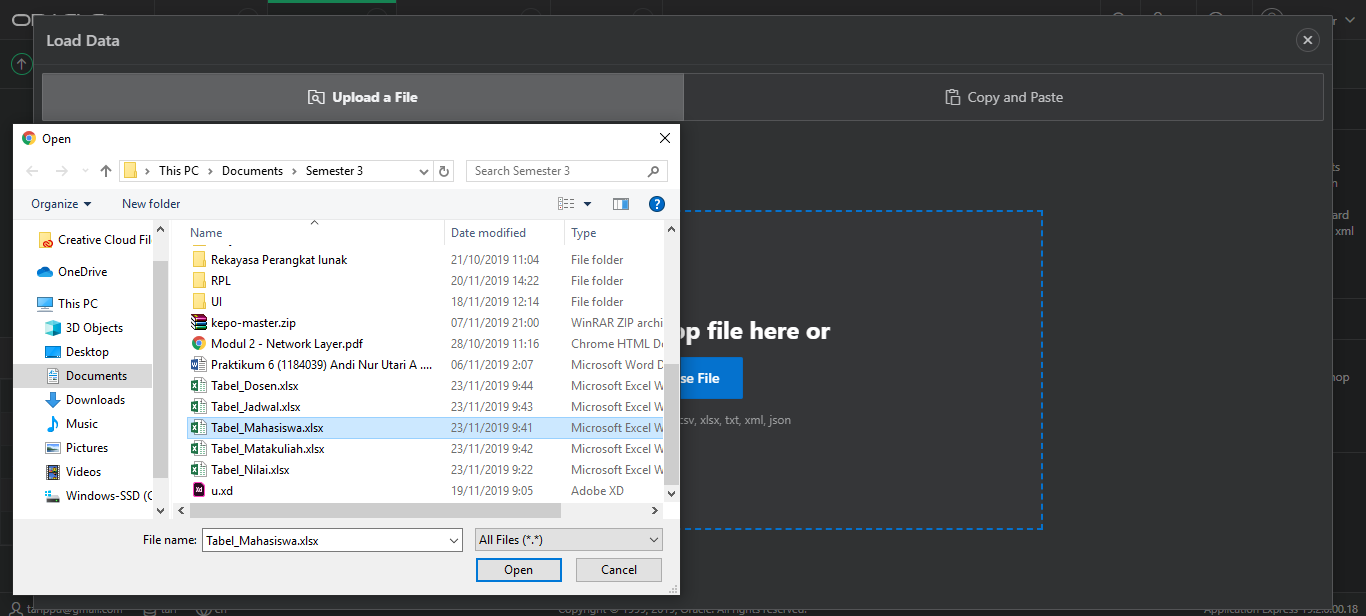 Load Data
Upload a File
Copy and Paste
Open
This PC > Documents > Semester 3
Search Semester 3
Organize
New folder
Name
Date modified
Type
Creative Cloud Fil
OneDrive
This PC
3D Objects
Desktop
Documents
Downloads
Music
Pictures
Videos
Windows-SSD (C
Rekayasa Perangkat lunak 21/10/2019 11:04 File folder
RPL 20/11/2019 14:22 File folder
UI 18/11/2019 12:14 File folder
kepo-master.zip 07/11/2019 21:00 WinRAR ZIP archi
Modul 2 - Network Layer.pdf 28/10/2019 11:16 Chrome HTML Do
Praktikum 6 (1184039) Andi Nur Utari A .... 06/11/2019 2:07 Microsoft Word D
Tabel_Dosen.xlsx 23/11/2019 9:44 Microsoft Excel W
Tabel_Jadwal.xlsx 23/11/2019 9:43 Microsoft Excel W
Tabel_Mahasiswa.xlsx 23/11/2019 9:41 Microsoft Excel W
Tabel_Matakuliah.xlsx 23/11/2019 9:42 Microsoft Excel W
Tabel_Nilai.xlsx 23/11/2019 9:22 Microsoft Excel W
u.xd 19/11/2019 9:05 Adobe XD
File name: Tabel_Mahasiswa.xlsx
All Files (*.*)
Open
Cancel
op file here or
se File
csv, xlsx, txt, xml, json
ard
xml
Copyright © 1999, 2019, Oracle. All rights reserved.
Application Express 19.2.0.00.18